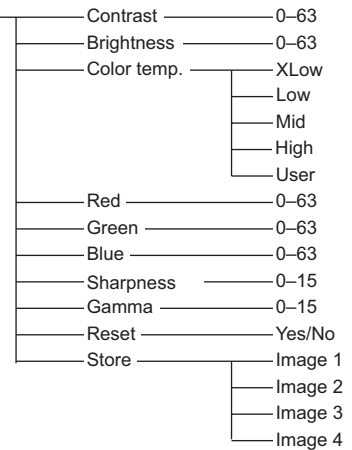 Contrast 0–63
Brightness 0–63
Color temp. XLow
Low
Mid
High
User
Red 0–63
Green 0–63
Blue 0–63
Sharpness 0–15
Gamma 0–15
Reset Yes/No
Store Image 1
Image 2
Image 3
Image 4